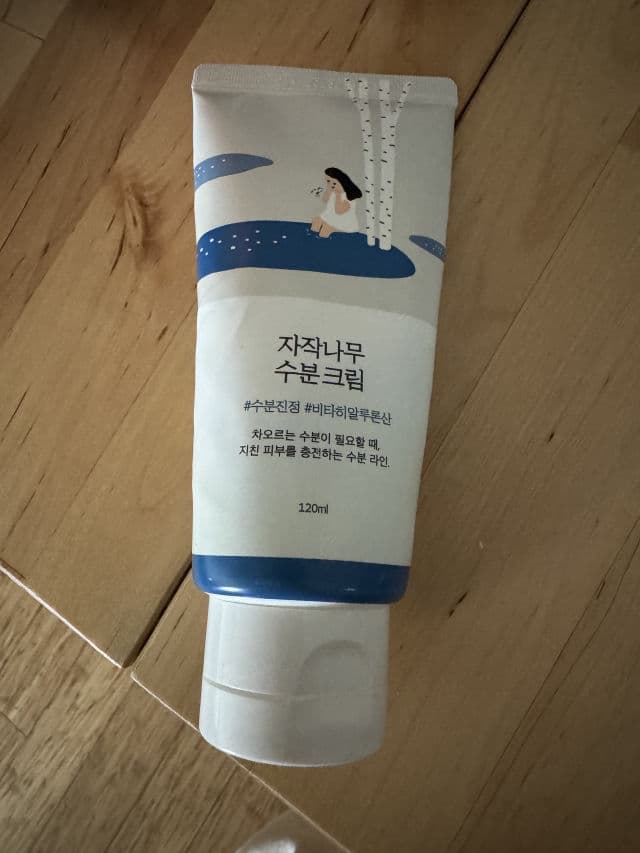 자작나무
수분크림
#수분진정 #비타히알루론산
차오르는 수분이 필요할 때,
지친 피부를 충전하는 수분 라인.
120ml